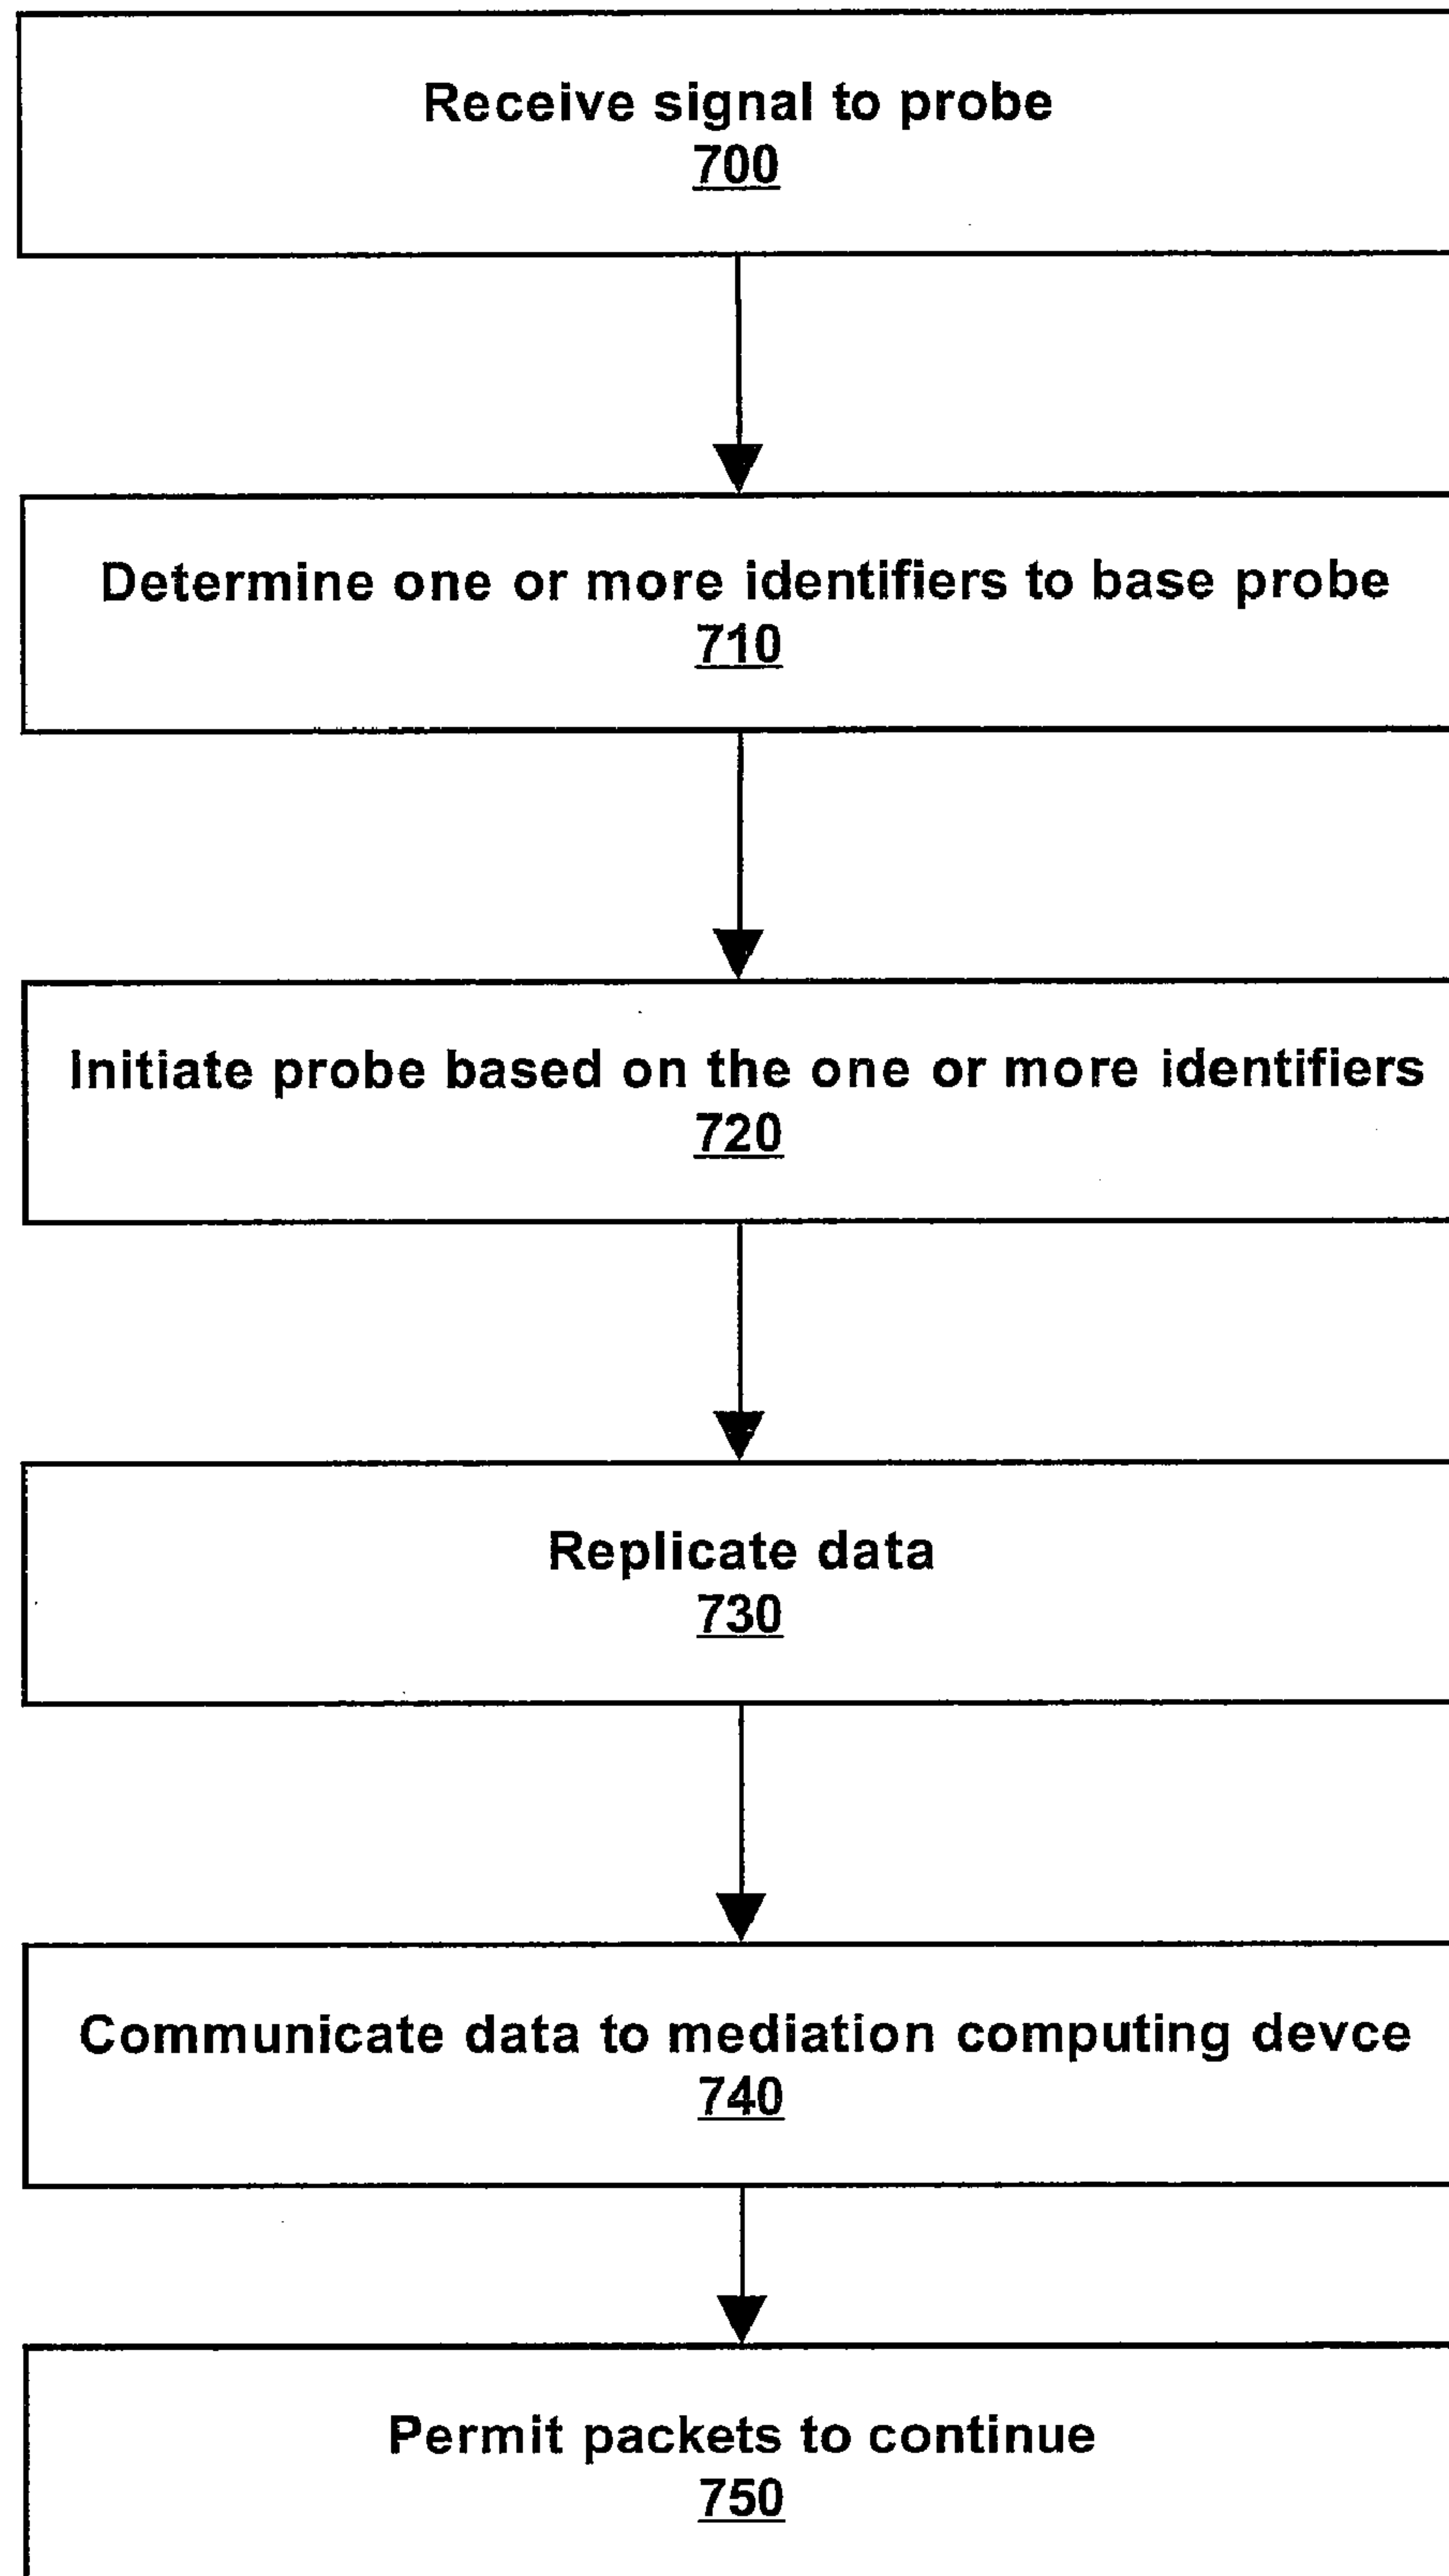 Receive signal to probe
700
Determine one or more identifiers to base probe
710
Initiate probe based on the one or more identifiers
720
Replicate data
730
Communicate data to mediation computing devce
740
Permit packets to continue
750